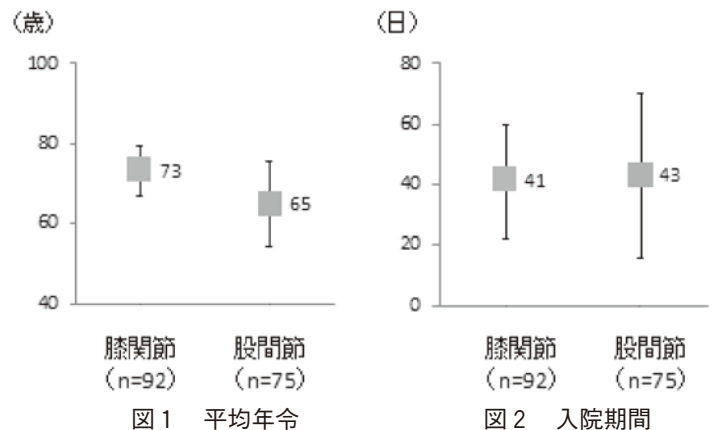 (歳)
100
80
60
40
73
65
膝関節
(n=92)
股間節
(n=75)
図1 平均年令
(日)
80
60
40
20
0
41
43
膝関節
(n=92)
股間節
(n=75)
図2 入院期間